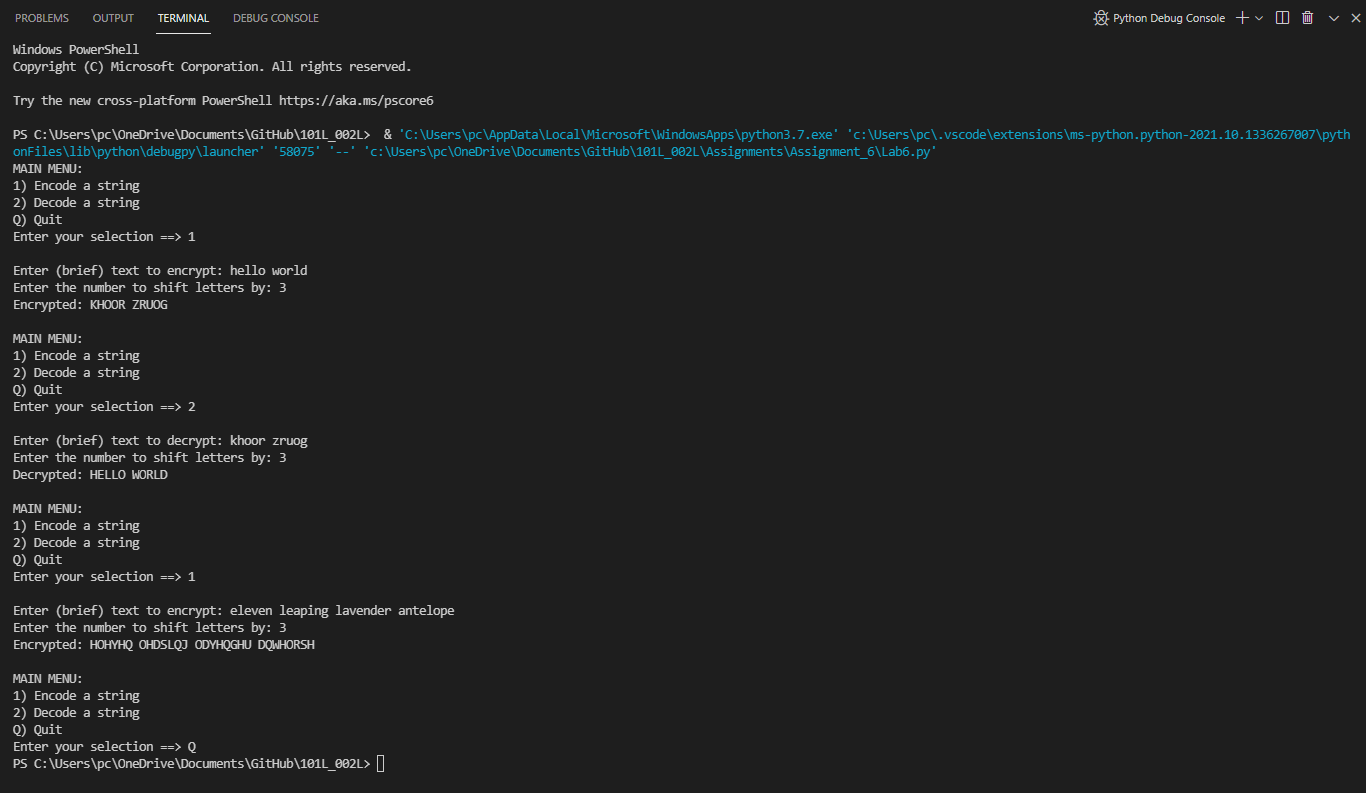 PROBLEMS OUTPUT TERMINAL DEBUG CONSOLE Python Debug Console
Windows PowerShell
Copyright (C) Microsoft Corporation. All rights reserved.
Try the new cross-platform PowerShell https://aka.ms/pscore6
PS C:\Users\pc\OneDrive\Documents\GitHub\101L_002L>  & 'C:\Users\pc\AppData\Local\Microsoft\WindowsApps\python3.7.exe' 'c:\Users\pc\.vscode\extensions\ms-python.python-2021.10.1336267007\pyth
onFiles\lib\python\debugpy\launcher' '58075' '--' 'c:\Users\pc\OneDrive\Documents\GitHub\101L_002L\Assignments\Assignment_6\Lab6.py'
MAIN MENU:
1) Encode a string
2) Decode a string
Q) Quit
Enter your selection ==> 1
Enter (brief) text to encrypt: hello world
Enter the number to shift letters by: 3
Encrypted: KHOOR ZRUOG
MAIN MENU:
1) Encode a string
2) Decode a string
Q) Quit
Enter your selection ==> 2
Enter (brief) text to decrypt: khoor zruog
Enter the number to shift letters by: 3
Decrypted: HELLO WORLD
MAIN MENU:
1) Encode a string
2) Decode a string
Q) Quit
Enter your selection ==> 1
Enter (brief) text to encrypt: eleven leaping lavender antelope
Enter the number to shift letters by: 3
Encrypted: HOHYHQ OHDSLQJ ODYHQGHU DQWHORSH
MAIN MENU:
1) Encode a string
2) Decode a string
Q) Quit
Enter your selection ==> Q
PS C:\Users\pc\OneDrive\Documents\GitHub\101L_002L>